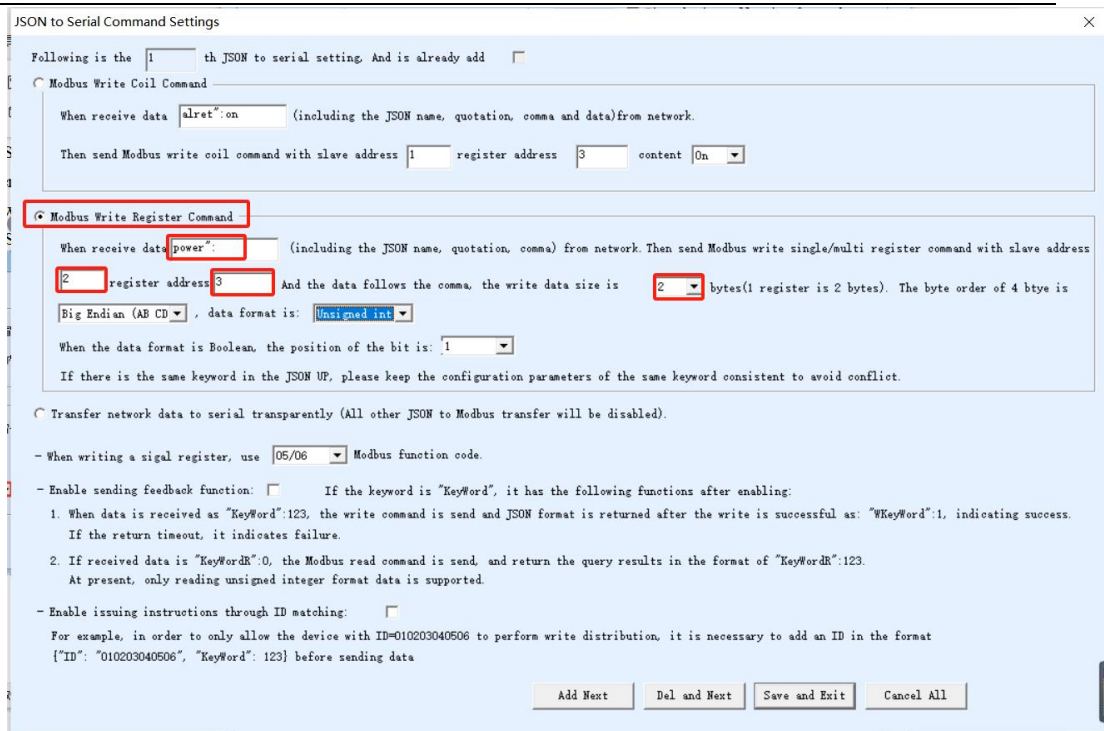 JSON to Serial Command Settings
Following is the 1 th JSON to serial setting, And is already add
Modbus Write Coil Command
When receive data alret":on (including the JSON name, quotation, comma and data)from network.
Then send Modbus write coil command with slave address 1 register address 3 content On
Modbus Write Register Command
When receive data power": (including the JSON name, quotation, comma) from network. Then send Modbus write single/multi register command with slave address
2 register address 3 And the data follows the comma, the write data size is 2 bytes(1 register is 2 bytes). The byte order of 4 btye is
Big Endian (AB CD , data format is: Unsigned int
When the data format is Boolean, the position of the bit is: 1
If there is the same keyword in the JSON UP, please keep the configuration parameters of the same keyword consistent to avoid conflict.
Transfer network data to serial transparently (All other JSON to Modbus transfer will be disabled).
- When writing a sigal register, use 05/06 Modbus function code.
- Enable sending feedback function: If the keyword is "KeyWord", it has the following functions after enabling:
1. When data is received as "KeyWord":123, the write command is send and JSON format is returned after the write is successful as: "WKeyWord":1, indicating success.
If the return timeout, it indicates failure.
2. If received data is "KeyWordR":0, the Modbus read command is send, and return the query results in the format of "KeyWordR":123.
At present, only reading unsigned integer format data is supported.
- Enable issuing instructions through ID matching:
For example, in order to only allow the device with ID=010203040506 to perform write distribution, it is necessary to add an ID in the format
{"ID": "010203040506", "KeyWord": 123} before sending data
Add Next Del and Next Save and Exit Cancel All